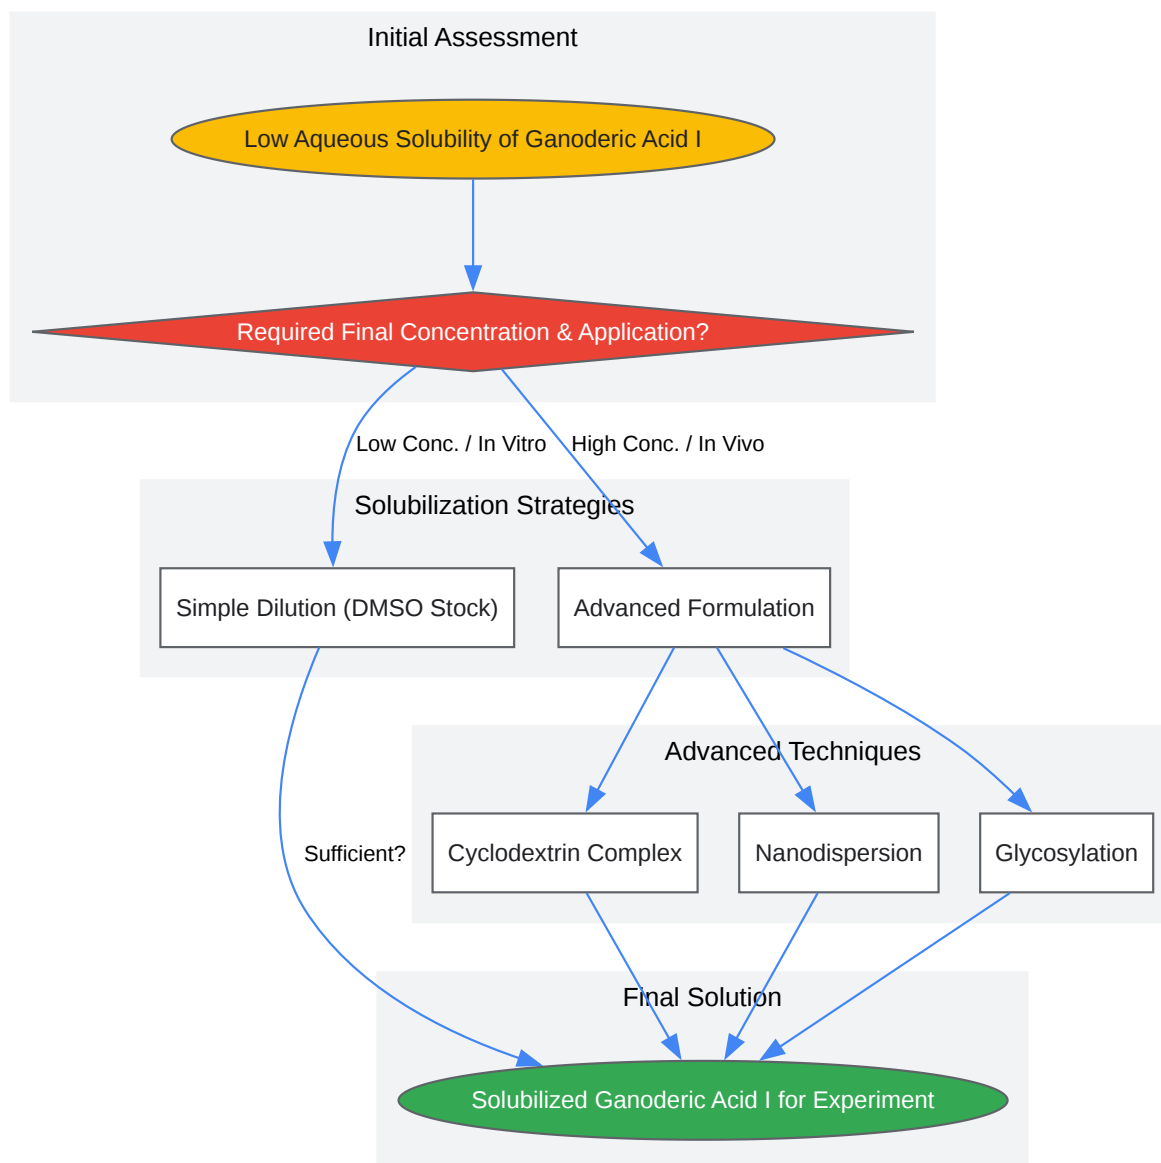 Initial Assessment
Low Aqueous Solubility of Ganoderic Acid I
Required Final Concentration & Application?
Low Conc. / In Vitro
High Conc. / In Vivo
Solubilization Strategies
Simple Dilution (DMSO Stock)
Advanced Formulation
Advanced Techniques
Sufficient?
Cyclodextrin Complex
Nanodispersion
Glycosylation
Final Solution
Solubilized Ganoderic Acid I for Experiment